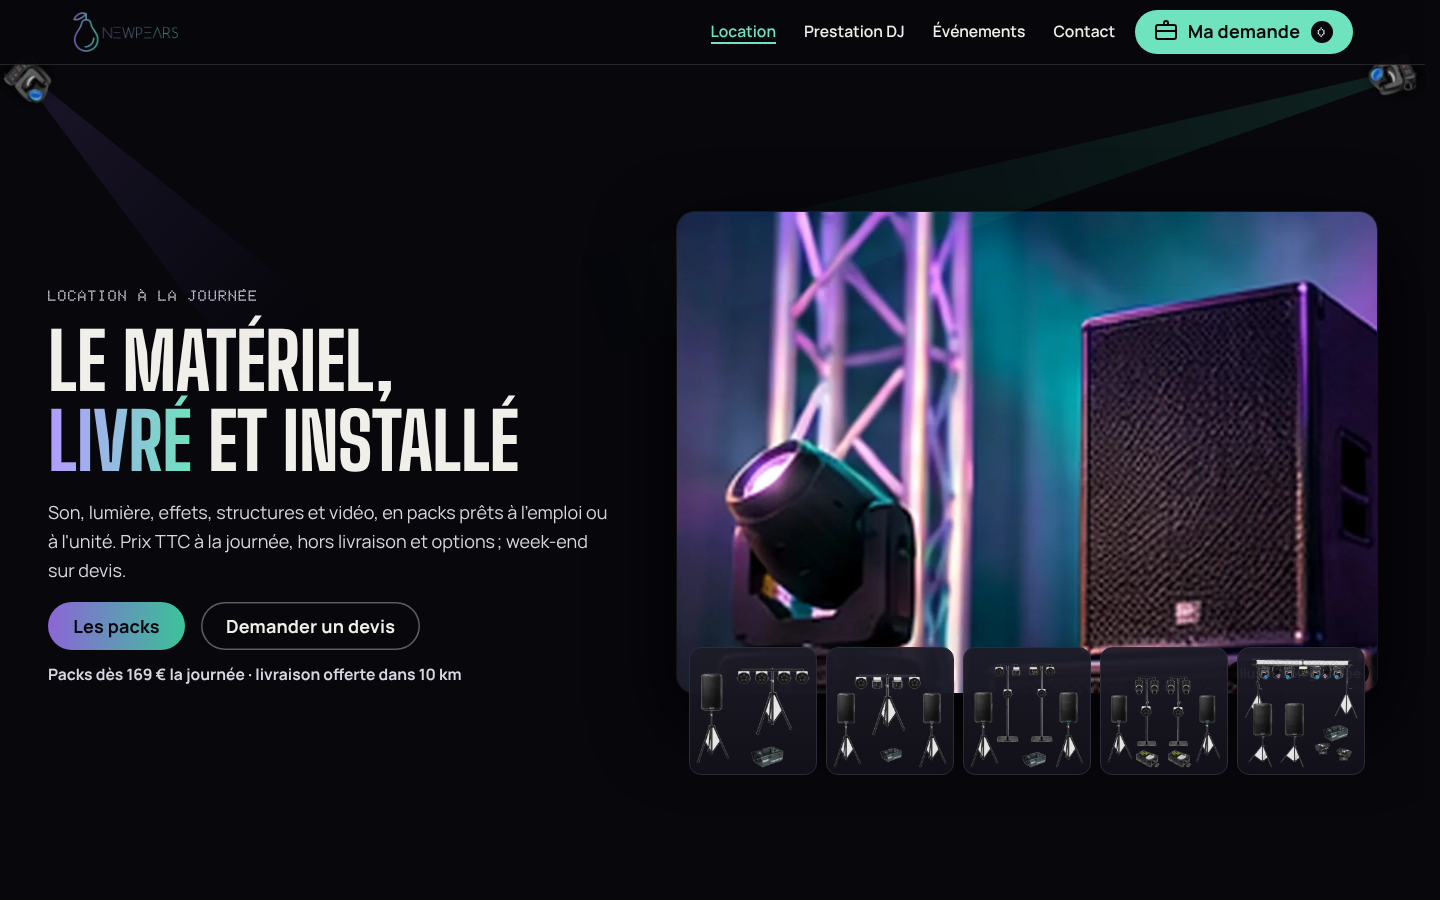 NEWPEARS
Location
Prestation DJ
Événements
Contact
Ma demande
LOCATION À LA JOURNÉE
LE MATÉRIEL,
LIVRÉ ET INSTALLÉ
Son, lumière, effets, structures et vidéo, en packs prêts à l'emploi ou
à l'unité. Prix TTC à la journée, hors livraison et options ; week-end
sur devis.
Les packs
Demander un devis
Packs dès 169 € la journée · livraison offerte dans 10 km